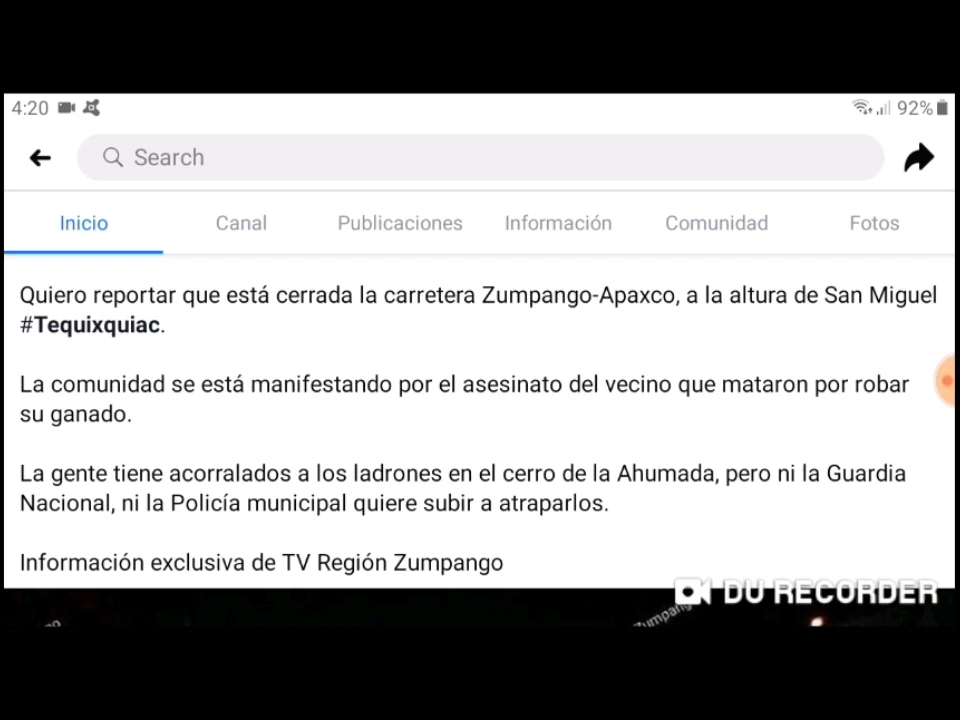 4:20 92%
Search
Inicio Canal Publicaciones Información Comunidad Fotos
Quiero reportar que está cerrada la carretera Zumpango-Apaxco, a la altura de San Miguel
#Tequixquiac.
La comunidad se está manifestando por el asesinato del vecino que mataron por robar
su ganado.
La gente tiene acorralados a los ladrones en el cerro de la Ahumada, pero ni la Guardia
Nacional, ni la Policía municipal quiere subir a atraparlos.
Información exclusiva de TV Región Zumpango
DU RECORDER